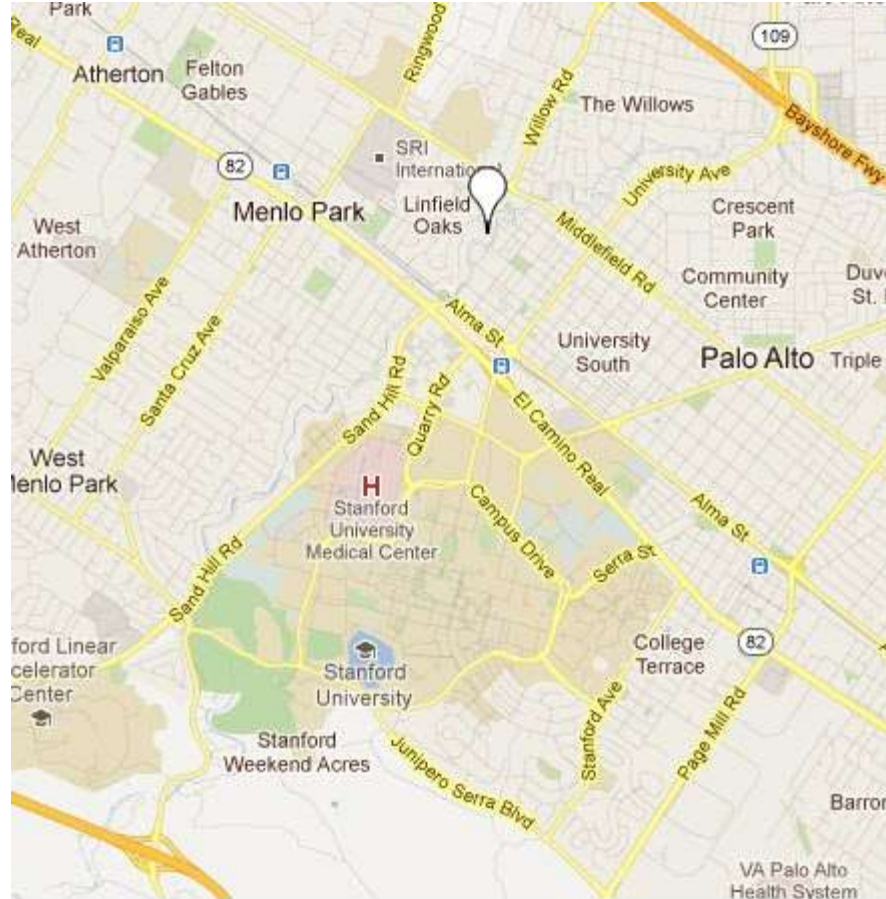 Park
109
Real
Atherton
Felton
Gables
Ringwood
Willow Rd
The Willows
Bayshore Fwy
82
SRI
International
University Ave
Menlo Park
Linfield
Oaks
Crescent
Park
West
Atherton
Middlefield Rd
Community
Center
Duv
St.
Valparaiso Ave
Santa Cruz Ave
Alma St
University
South
Palo Alto
Triple
Sand Hill Rd
Quarry Rd
El Camino Real
West
Menlo Park
H
Stanford
University
Medical Center
Campus Drive
Alma St
Serra St
Sand Hill Rd
ford Linear
celerator
Center
Stanford
University
College
Terrace
82
Stanford Ave
Page Mill Rd
Stanford
Weekend Acres
Junipero Serra Blvd
Barron
VA Palo Alto
Health System